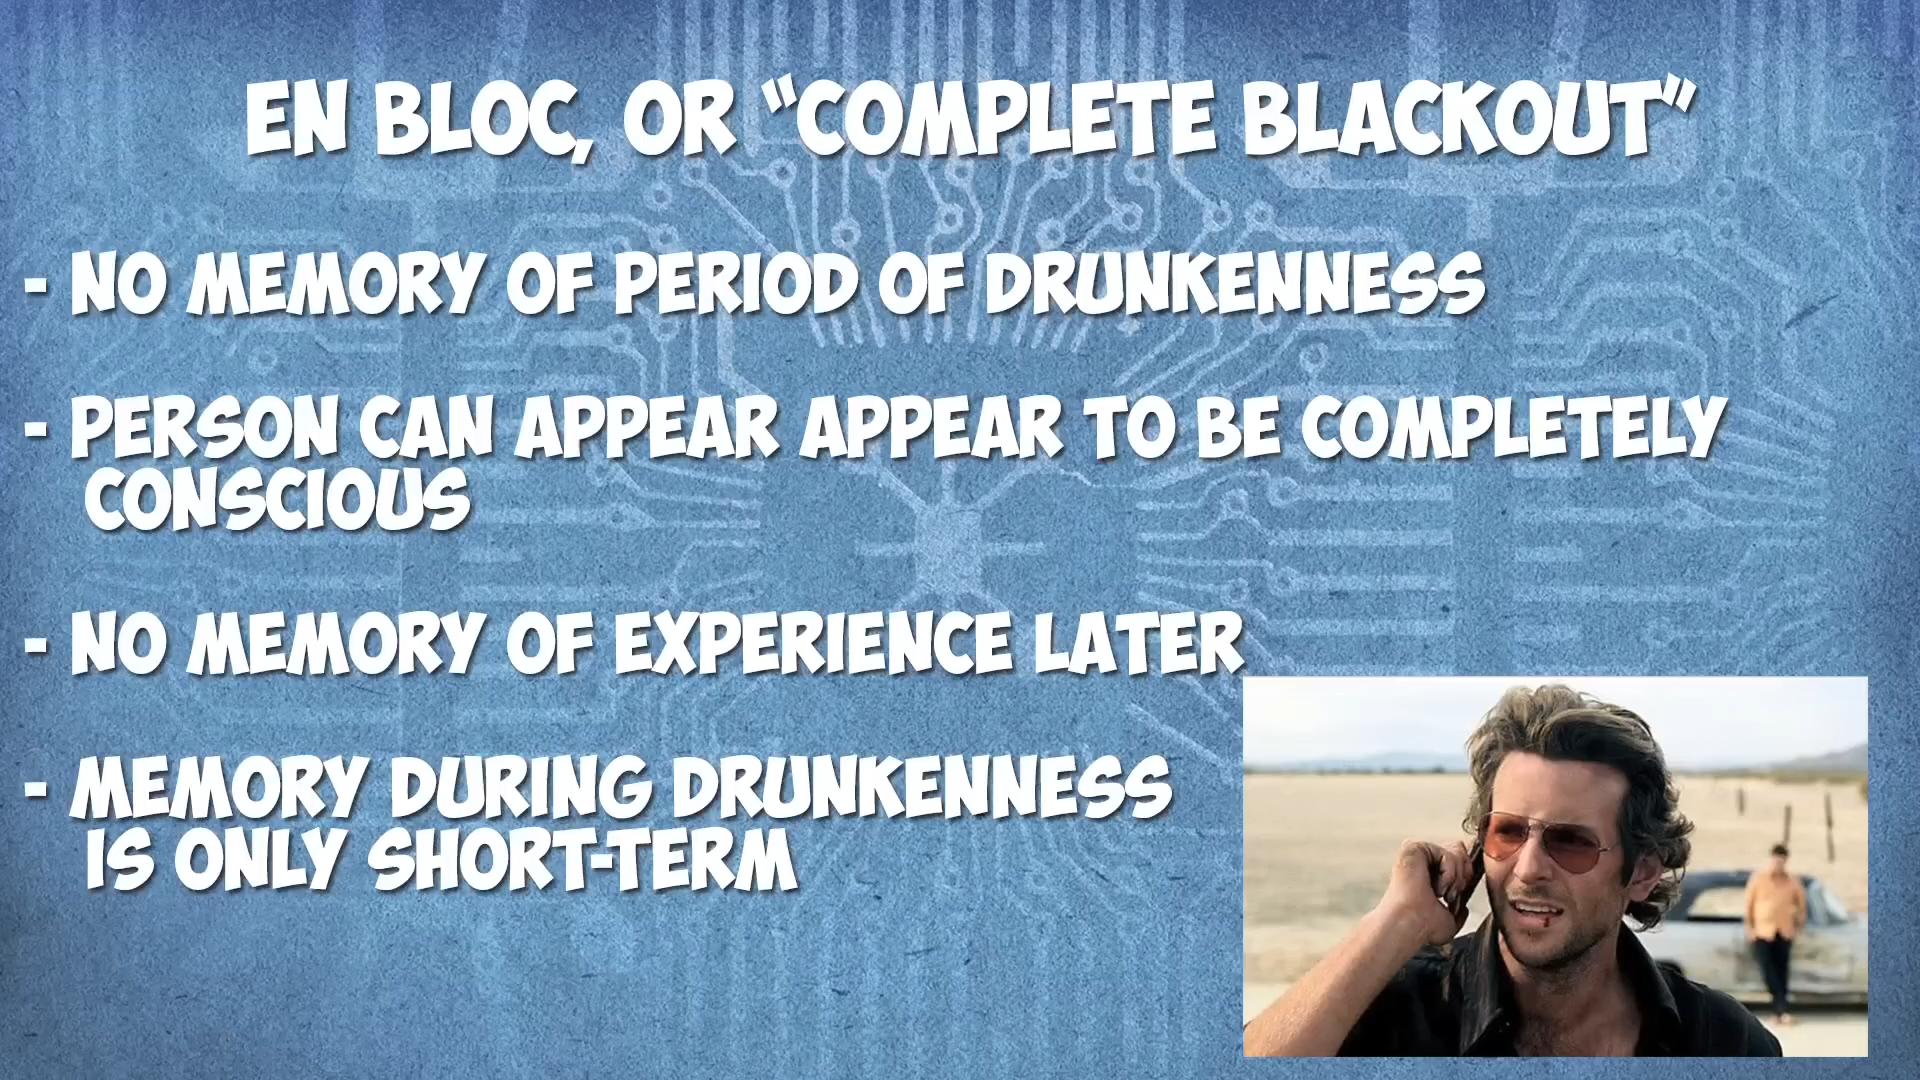 EN BLOC, OR “COMPLETE BLACKOUT”
- NO MEMORY OF PERIOD OF DRUNKENNESS
- PERSON CAN APPEAR APPEAR TO BE COMPLETELY
CONSCIOUS
- NO MEMORY OF EXPERIENCE LATER
- MEMORY DURING DRUNKENNESS
IS ONLY SHORT-TERM